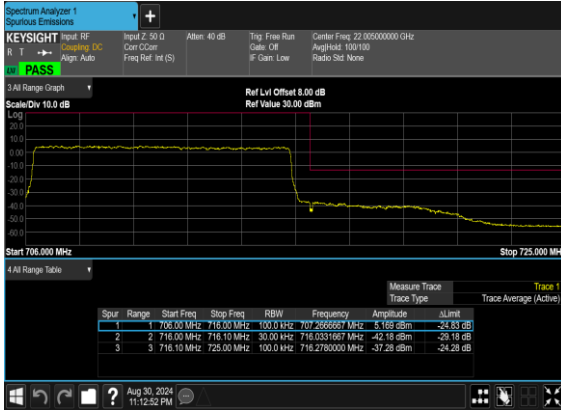 Spectrum Analyzer 1
Spurious Emissions
+
KEYSIGHT Input: RF Input Z: 50 Ω Atten: 40 dB Trig: Free Run Center Freq: 22.005000000 GHz
R T Coupling: DC Corr CCorr Gate: Off Avg|Hold: 100/100
Align: Auto Freq Ref: Int (S) IF Gain: Low Radio Std: None
PASS
3 All Range Graph
Ref Lvl Offset 8.00 dB
Scale/Div 10.0 dB Ref Value 30.00 dBm
Log
20.0
10.0
0.00
-10.0
-20.0
-30.0
-40.0
-50.0
-60.0
Start 706.000 MHz Stop 725.000 MH
4 All Range Table
Measure Trace Trace 1
Trace Type Trace Average (Active)
Spur Range Start Freq Stop Freq RBW Frequency Amplitude ΔLimit
1 1 706.00 MHz 716.00 MHz 100.0 kHz 707.2666667 MHz 5.169 dBm -24.83 dB
2 2 716.00 MHz 716.10 MHz 30.00 kHz 716.0331667 MHz -42.18 dBm -29.18 dB
3 3 716.10 MHz 725.00 MHz 100.0 kHz 716.2780000 MHz -37.28 dBm -24.28 dB
? Aug 30, 2024
11:12:52 PM